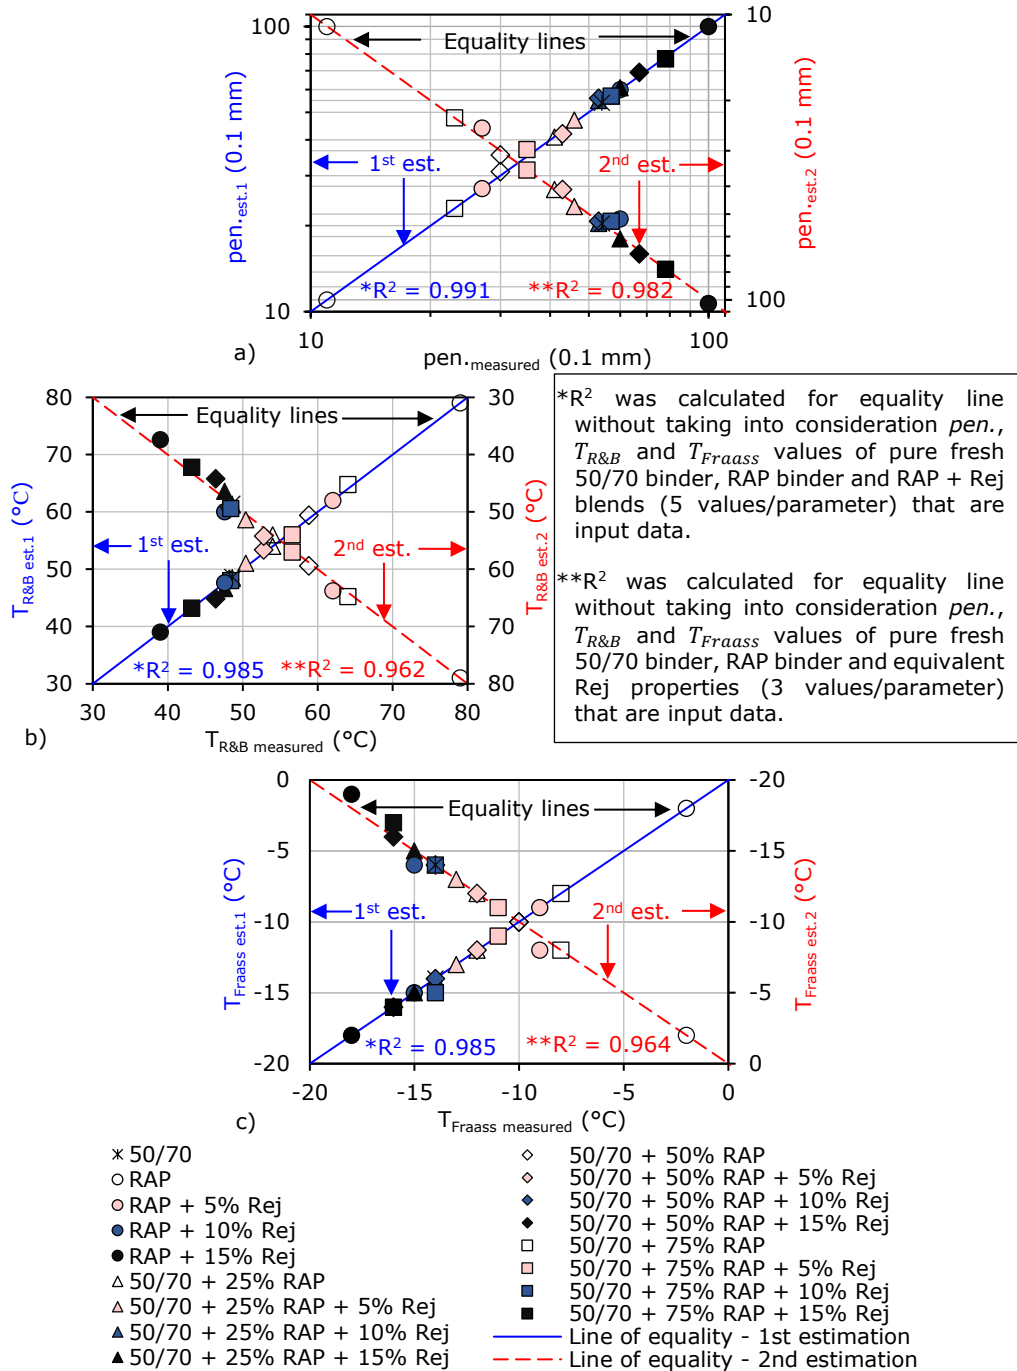 100
10
Equality lines
pen.est.1 (0.1 mm)
1st est.
2nd est.
pen.est.2 (0.1 mm)
*R2 = 0.991
**R2 = 0.982
10
100
10
100
a)
pen.measured (0.1 mm)
80
30
Equality lines
70
40
60
50
50
60
40
70
30
80
TR&B est.1 (°C)
1st est.
2nd est.
TR&B est.2 (°C)
*R2 = 0.985
**R2 = 0.962
30
40
50
60
70
80
b)
TR&B measured (°C)
*R2 was calculated for equality line
without taking into consideration pen.,
TR&B and TFraass values of pure fresh
50/70 binder, RAP binder and RAP + Rej
blends (5 values/parameter) that are
input data.
**R2 was calculated for equality line
without taking into consideration pen.,
TR&B and TFraass values of pure fresh
50/70 binder, RAP binder and equivalent
Rej properties (3 values/parameter)
that are input data.
0
-20
Equality lines
-5
-15
-10
-10
-15
-5
-20
0
TFraass est.1 (°C)
1st est.
2nd est.
TFraass est.2 (°C)
*R2 = 0.985
**R2 = 0.964
-20
-15
-10
-5
0
c)
TFraass measured (°C)
50/70
RAP
RAP + 5% Rej
RAP + 10% Rej
RAP + 15% Rej
50/70 + 25% RAP
50/70 + 25% RAP + 5% Rej
50/70 + 25% RAP + 10% Rej
50/70 + 25% RAP + 15% Rej
50/70 + 50% RAP
50/70 + 50% RAP + 5% Rej
50/70 + 50% RAP + 10% Rej
50/70 + 50% RAP + 15% Rej
50/70 + 75% RAP
50/70 + 75% RAP + 5% Rej
50/70 + 75% RAP + 10% Rej
50/70 + 75% RAP + 15% Rej
Line of equality - 1st estimation
Line of equality - 2nd estimation